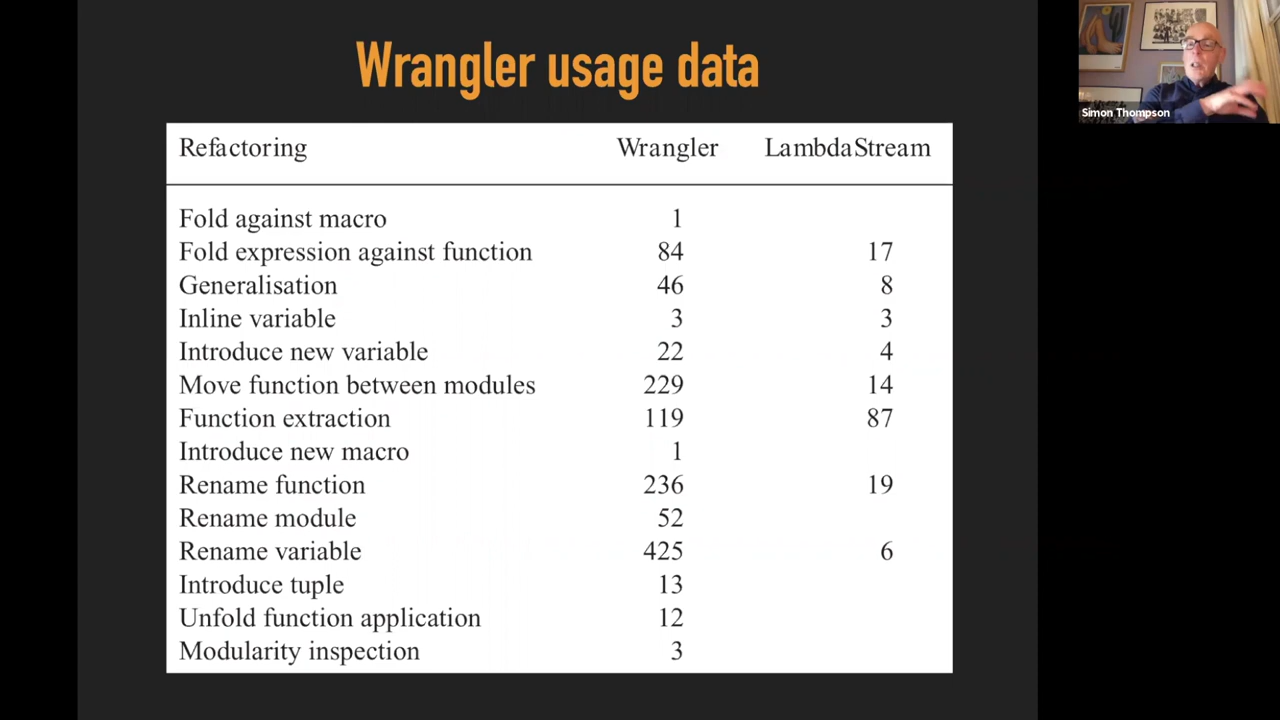 Wrangler usage data
Simon Thompson
Refactoring Wrangler LambdaStream
Fold against macro 1
Fold expression against function 84 17
Generalisation 46 8
Inline variable 3 3
Introduce new variable 22 4
Move function between modules 229 14
Function extraction 119 87
Introduce new macro 1
Rename function 236 19
Rename module 52
Rename variable 425 6
Introduce tuple 13
Unfold function application 12
Modularity inspection 3